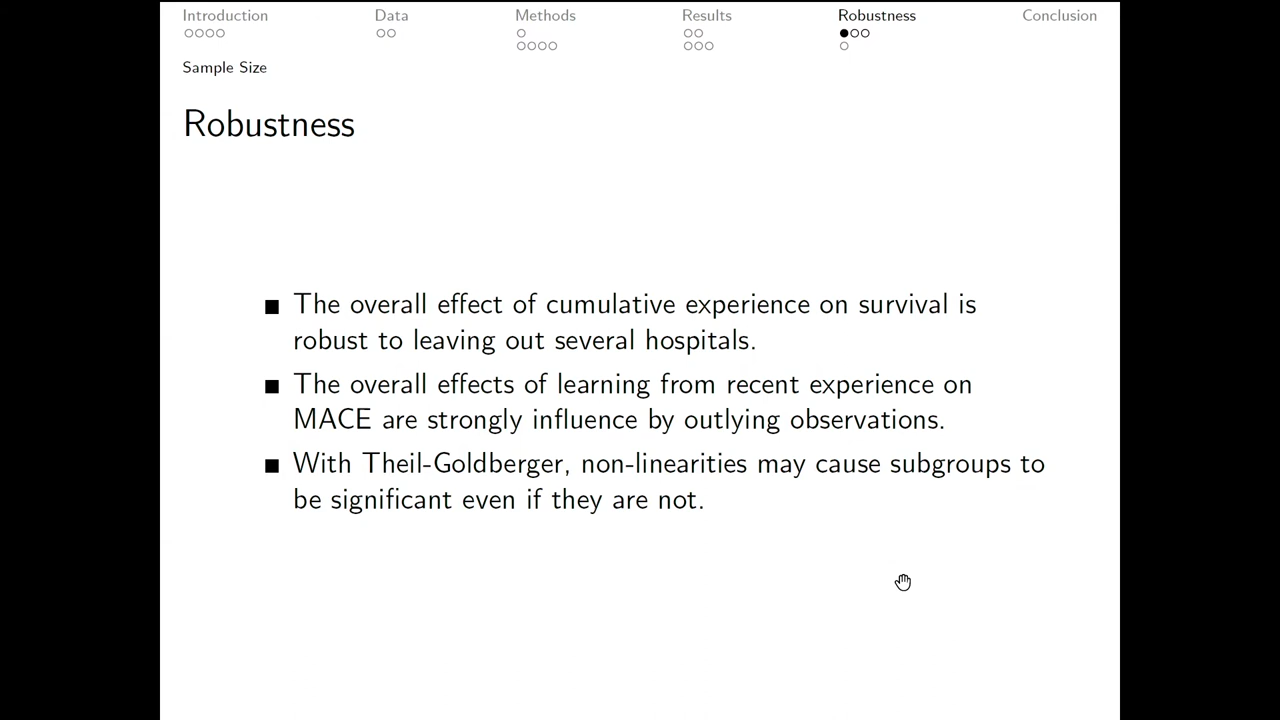 Introduction Data Methods Results Robustness Conclusion
Sample Size
Robustness
The overall effect of cumulative experience on survival is
robust to leaving out several hospitals.
The overall effects of learning from recent experience on
MACE are strongly influence by outlying observations.
With Theil-Goldberger, non-linearities may cause subgroups to
be significant even if they are not.